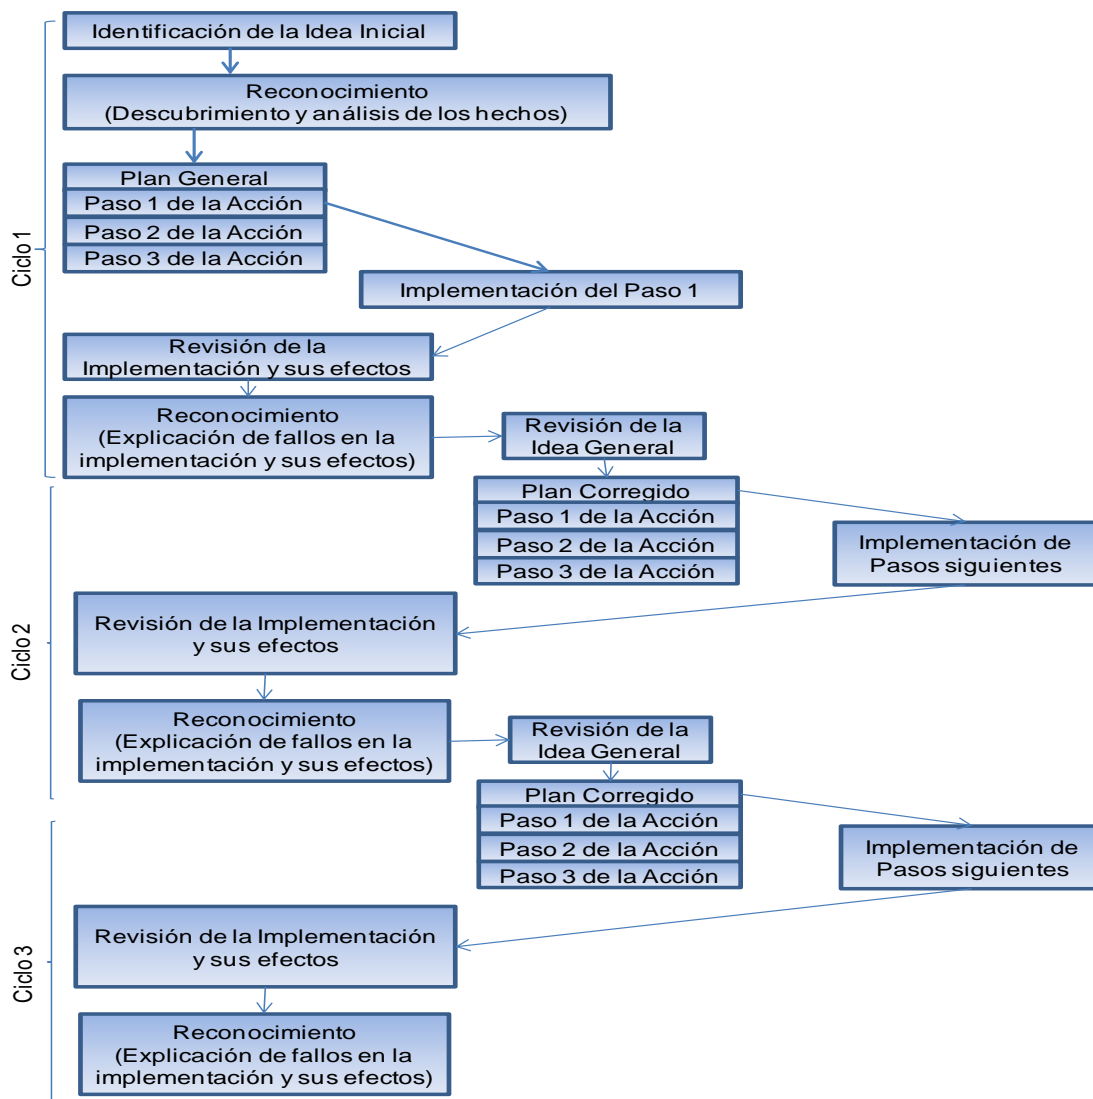 Identificación de la Idea Inicial
Reconocimiento
(Descubrimiento y análisis de los hechos)
Plan General
Paso 1 de la Acción
Paso 2 de la Acción
Paso 3 de la Acción
Ciclo 1
Implementación del Paso 1
Revisión de la
Implementación y sus efectos
Reconocimiento
(Explicación de fallos en la
implementación y sus efectos)
Revisión de la
Idea General
Plan Corregido
Paso 1 de la Acción
Paso 2 de la Acción
Paso 3 de la Acción
Implementación de
Pasos siguientes
Ciclo 2
Revisión de la Implementación
y sus efectos
Reconocimiento
(Explicación de fallos en la
implementación y sus efectos)
Revisión de la
Idea General
Plan Corregido
Paso 1 de la Acción
Paso 2 de la Acción
Paso 3 de la Acción
Implementación de
Pasos siguientes
Ciclo 3
Revisión de la Implementación
y sus efectos
Reconocimiento
(Explicación de fallos en la
implementación y sus efectos)